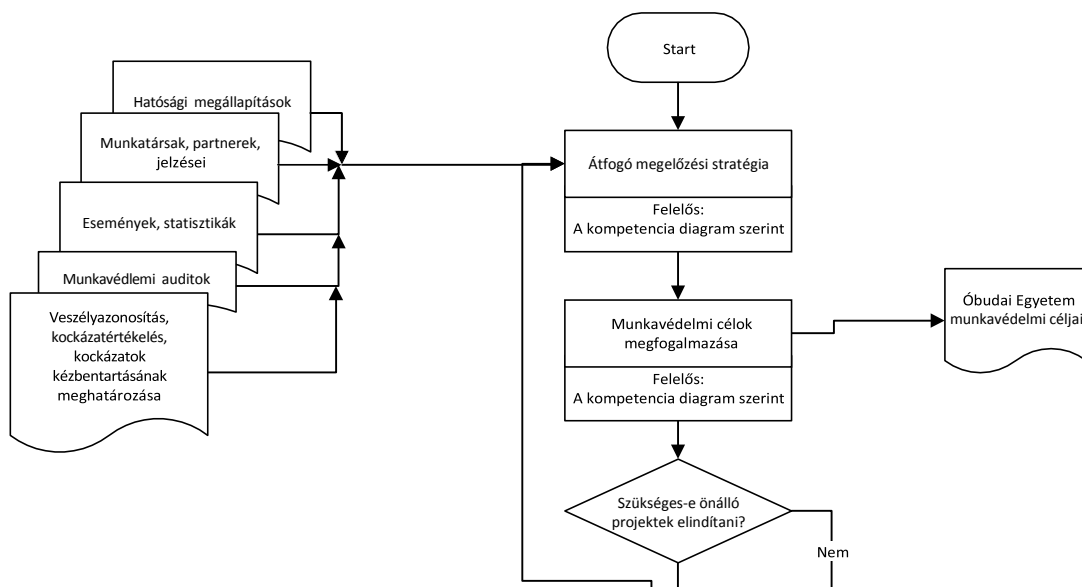 Start
Hatósági megállapítások
Munkatársak, partnerek,
jelzései
Események, statisztikák
Munkavédlemi auditok
Veszélyazonosítás,
kockázatértékelés,
kockázatok
kézbentartásának
meghatározása
Átfogó megelőzési stratégia
Felelős:
A kompetencia diagram szerint
Munkavédelmi célok
megfogalmazása
Felelős:
A kompetencia diagram szerint
Óbudai Egyetem
munkavédelmi céljai
Szükséges-e önálló
projektek elindítani?
Nem